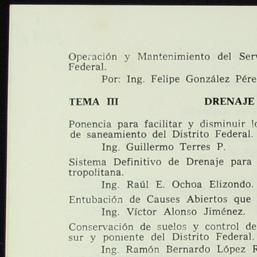 Operación y Mantenimiento del Serv
Federal.
Por: Ing. Felipe González Pére
TEMA III DRENAJE
Ponencia para facilitar y disminuir l
de saneamiento del Distrito Federal.
Ing. Guillermo Terres P.
Sistema Definitivo de Drenaje para
tropolitana.
Ing. Raúl E. Ochoa Elizondo.
Entubación de Causes Abiertos que
Ing. Víctor Alonso Jiménez.
Conservación de suelos y control de
sur y poniente del Distrito Federal.
Ing. Ramón Bernardo López R